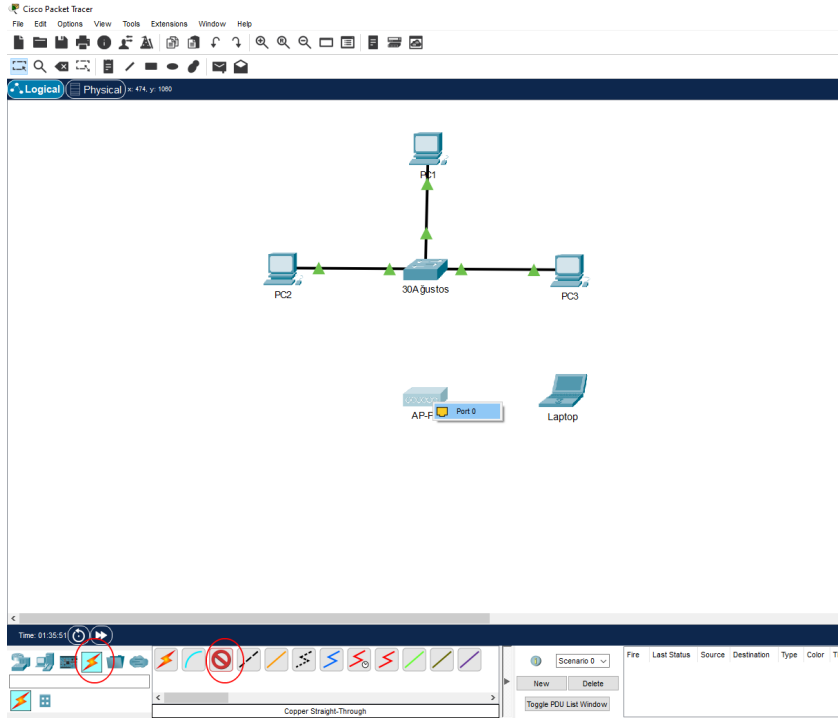 Cisco Packet Tracer
File Edit Options View Tools Extensions Window Help
Logical Physical x: 474, y: 1080
PC1
PC2
30Ağustos
PC3
AP-F
Port 0
Laptop
Time: 01:35:51
Scenario 0
New Delete
Toggle PDU List Window
Fire Last Status Source Destination Type Color
Copper Straight-Through